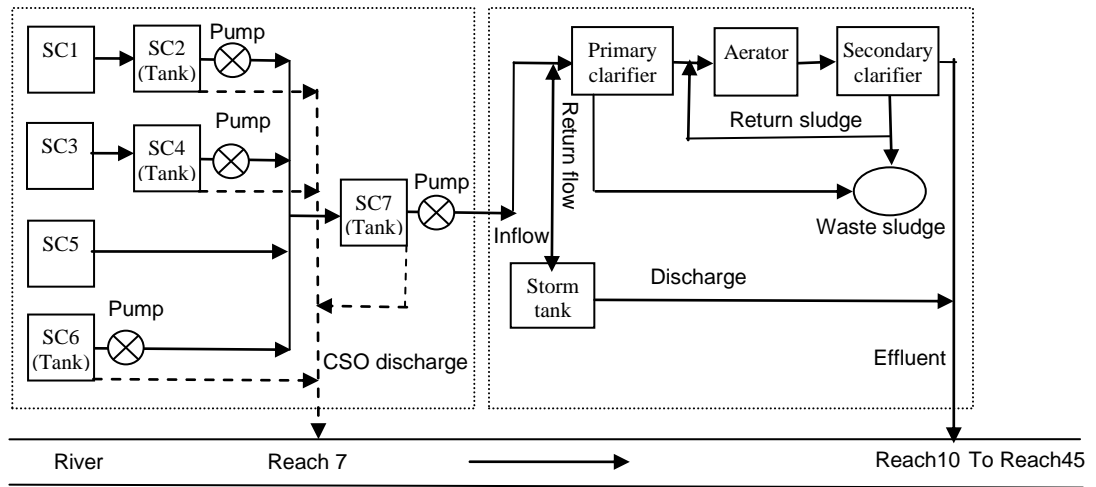 SC1
SC2
(Tank)
Pump
SC3
SC4
(Tank)
Pump
SC5
SC6
(Tank)
Pump
SC7
(Tank)
Pump
CSO discharge
Inflow
Primary
clarifier
Aerator
Secondary
clarifier
Return sludge
Return flow
Waste sludge
Storm
tank
Discharge
Effluent
River
Reach 7
Reach10 To Reach45